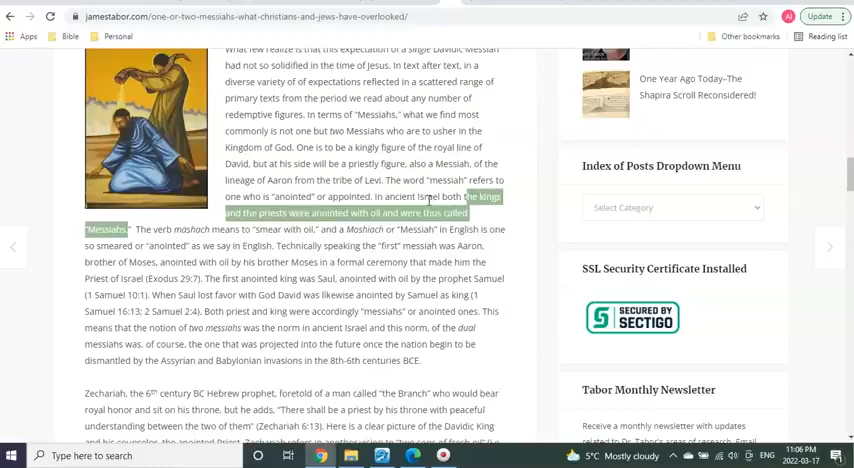 jamestabor.com/one-or-two-messiahs-what-christians-and-jews-have-overlooked/
AI
Update
Apps
Bible
Personal
Other bookmarks
Reading list
What few realize is that this expectation of a single Davidic Messiah
had not so solidified in the time of Jesus. In text after text, in a
diverse variety of of expectations reflected in a scattered range of
primary texts from the period we read about any number of
redemptive figures. In terms of "Messiahs," what we find most
commonly is not one but two Messiahs who are to usher in the
Kingdom of God. One is to be a kingly figure of the royal line of
David, but at his side will be a priestly figure, also a Messiah, of the
lineage of Aaron from the tribe of Levi. The word "messiah" refers to
one who is "anointed" or appointed. In ancient Israel both the kings
and the priests were anointed with oil and were thus called
"Messiahs." The verb mashach means to "smear with oil," and a Moshiach or "Messiah" in English is one
so smeared or "anointed" as we say in English. Technically speaking the "first" messiah was Aaron,
brother of Moses, anointed with oil by his brother Moses in a formal ceremony that made him the
Priest of Israel (Exodus 29:7). The first anointed king was Saul, anointed with oil by the prophet Samuel
(1 Samuel 10:1). When Saul lost favor with God David was likewise anointed by Samuel as king (1
Samuel 16:13; 2 Samuel 2:4). Both priest and king were accordingly "messiahs" or anointed ones. This
means that the notion of two messiahs was the norm in ancient Israel and this norm, of the dual
messiahs was, of course, the one that was projected into the future once the nation begin to be
dismantled by the Assyrian and Babylonian invasions in the 8th-6th centuries BCE.
Zechariah, the 6th century BC Hebrew prophet, foretold of a man called "the Branch" who would bear
royal honor and sit on his throne, but he adds, "There shall be a priest by his throne with peaceful
understanding between the two of them" (Zechariah 6:13). Here is a clear picture of the Davidic King
One Year Ago Today–The
Shapira Scroll Reconsidered!
Index of Posts Dropdown Menu
Select Category
SSL Security Certificate Installed
SECURED BY
SECTIGO
Tabor Monthly Newsletter
Receive a monthly newsletter with updates
related to Dr. Tabor's areas of research. Email
Type here to search
5°C Mostly cloudy
ENG
11:06 PM
2022-03-17